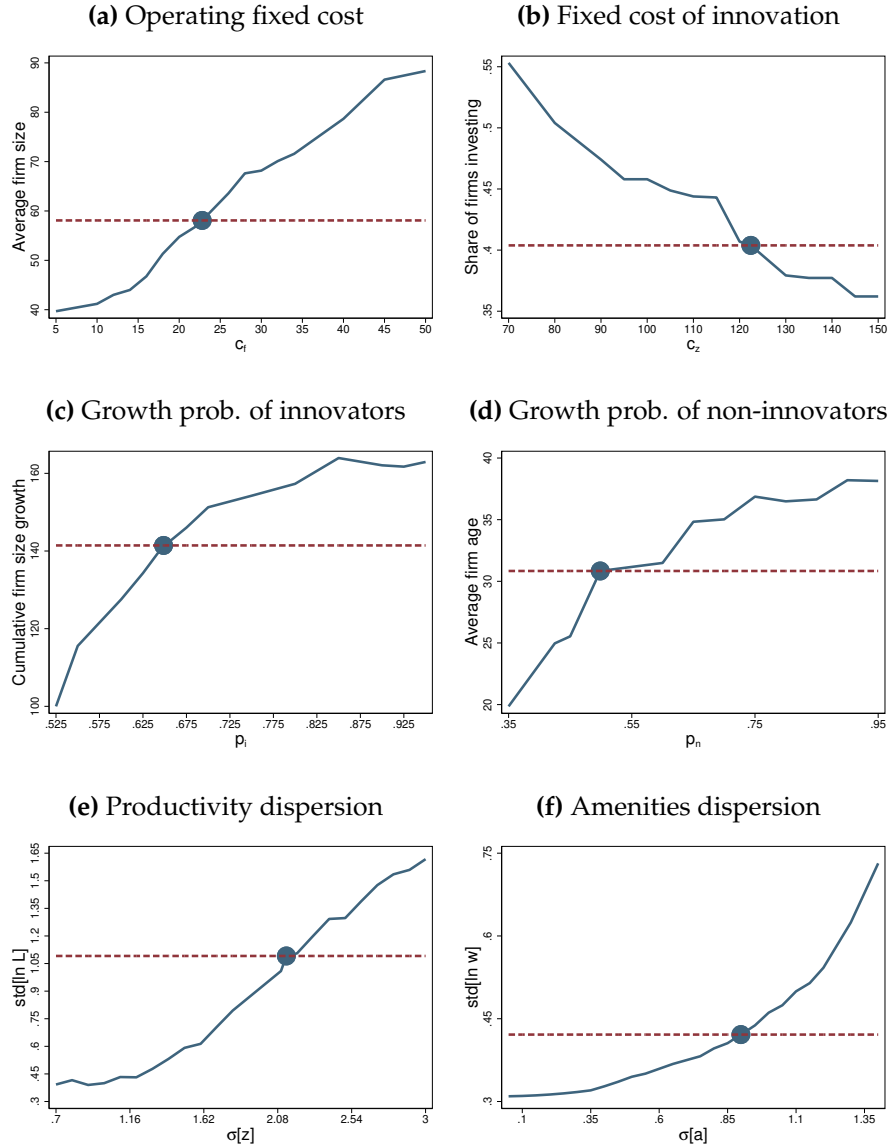 (a) Operating fixed cost
Average firm size
90
80
70
60
50
40
5 10 15 20 25 30 35 40 45 50
c_f
(b) Fixed cost of innovation
Share of firms investing
.55
.5
.45
.4
.35
70 80 90 100 110 120 130 140 150
c_z
(c) Growth prob. of innovators
Cumulative firm size growth
160
140
120
100
.525 .575 .625 .675 .725 .775 .825 .875 .925
p_i
(d) Growth prob. of non-innovators
Average firm age
40
35
30
25
20
.35 .55 .75 .95
p_n
(e) Productivity dispersion
std[ln L]
1.65
1.5
1.35
1.2
1.05
.9
.75
.6
.45
.3
.7 1.16 1.62 2.08 2.54 3
σ[z]
(f) Amenities dispersion
std[ln w]
.75
.6
.45
.3
.1 .35 .6 .85 1.1 1.35
σ[a]